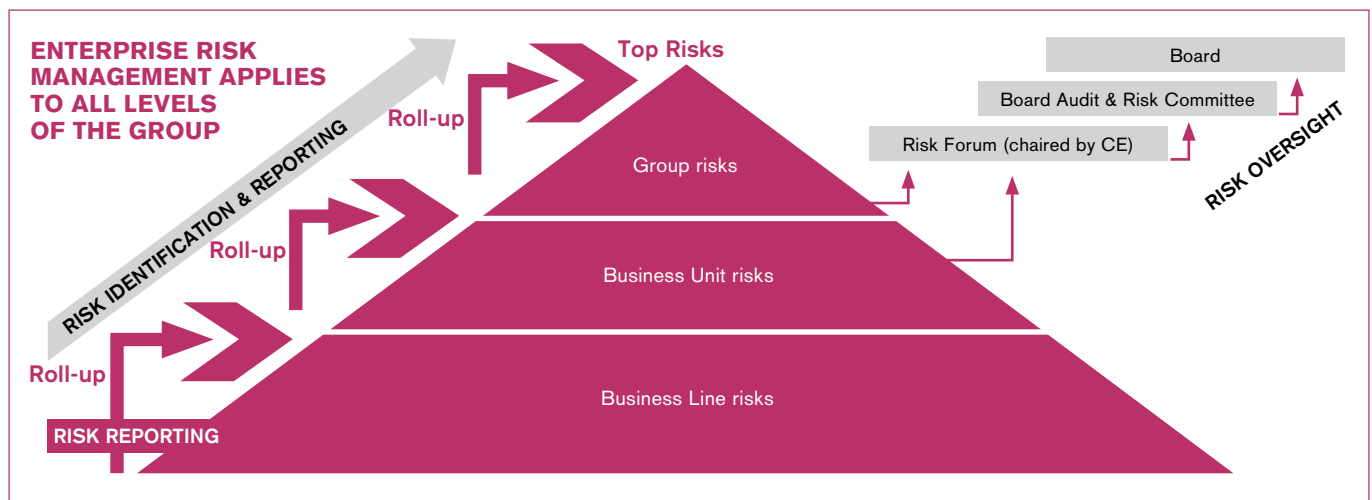 ENTERPRISE RISK
MANAGEMENT APPLIES
TO ALL LEVELS
OF THE GROUP
RISK IDENTIFICATION & REPORTING
Roll-up
Roll-up
Roll-up
RISK REPORTING
Top Risks
Group risks
Business Unit risks
Business Line risks
Board
Board Audit & Risk Committee
Risk Forum (chaired by CE)
RISK OVERSIGHT